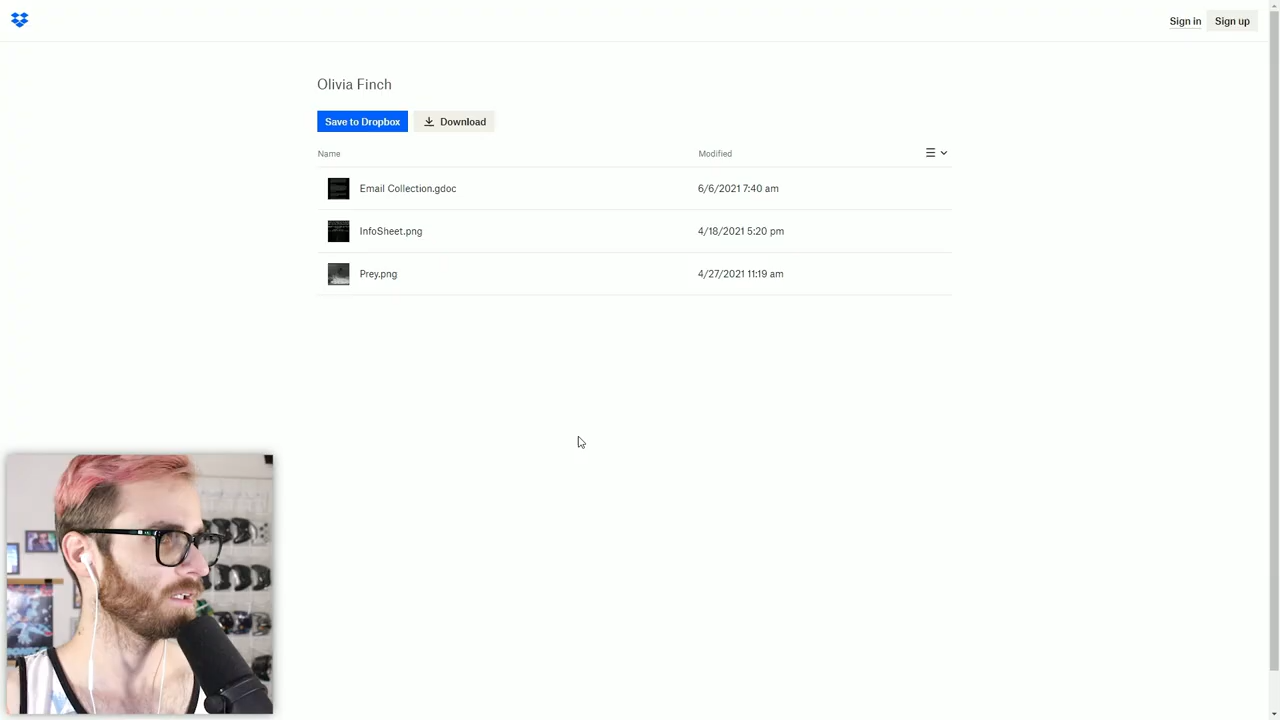 Sign in
Sign up
Olivia Finch
Save to Dropbox
Download
Name
Modified
Email Collection.gdoc
6/6/2021 7:40 am
InfoSheet.png
4/18/2021 5:20 pm
Prey.png
4/27/2021 11:19 am